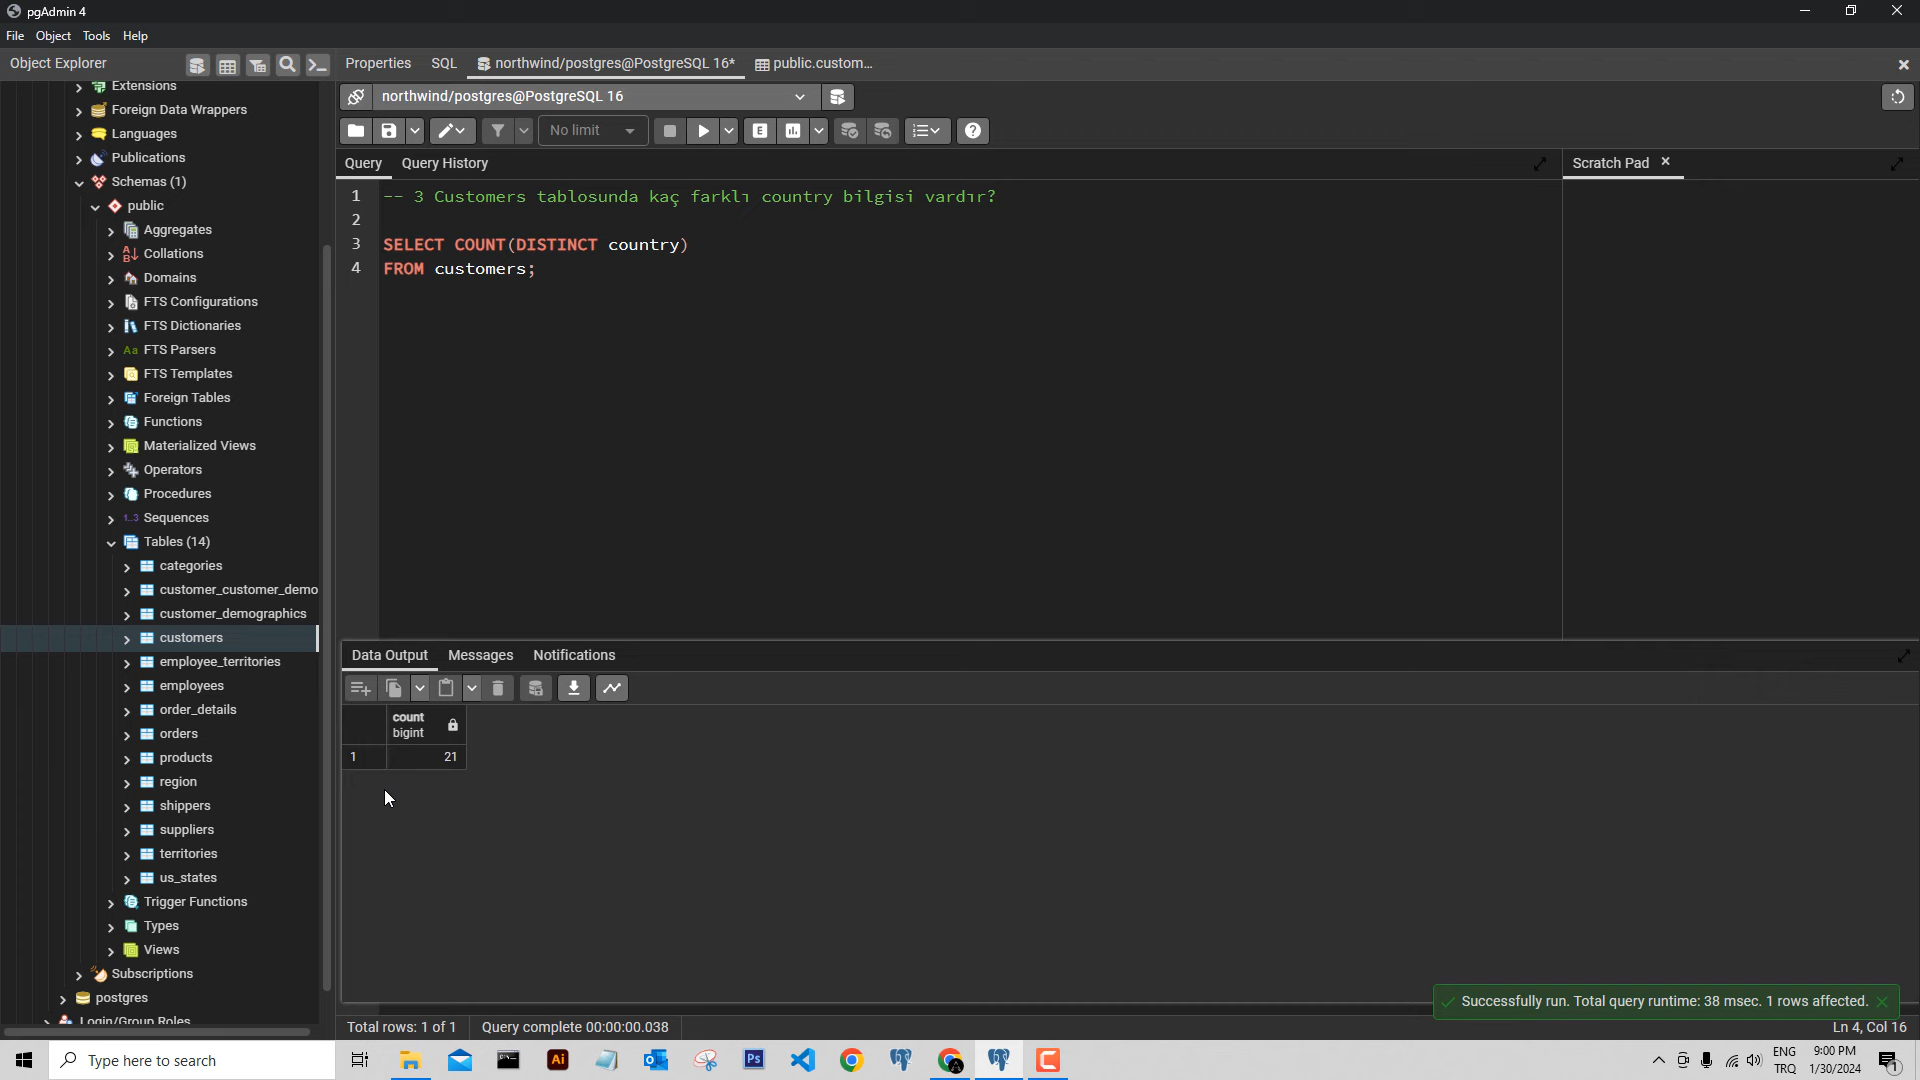 pgAdmin 4
File Object Tools Help
Object Explorer
Properties SQL northwind/postgres@PostgreSQL 16* public.custom...
northwind/postgres@PostgreSQL 16
No limit
E
Query Query History
Scratch Pad
Extensions
Foreign Data Wrappers
Languages
Publications
Schemas (1)
public
Aggregates
Collations
Domains
FTS Configurations
FTS Dictionaries
FTS Parsers
FTS Templates
Foreign Tables
Functions
Materialized Views
Operators
Procedures
Sequences
Tables (14)
categories
customer_customer_demo
customer_demographics
customers
employee_territories
employees
order_details
orders
products
region
shippers
suppliers
territories
us_states
Trigger Functions
Types
Views
Subscriptions
postgres
Login/Group Roles
1 -- 3 Customers tablosunda kaç farklı country bilgisi vardır?
2
3 SELECT COUNT(DISTINCT country)
4 FROM customers;
Data Output Messages Notifications
count
bigint
1 21
Successfully run. Total query runtime: 38 msec. 1 rows affected.
Total rows: 1 of 1 Query complete 00:00:00.038
Ln 4, Col 16
Type here to search
Ai
Ps
ENG
TRQ
9:00 PM
1/30/2024
1